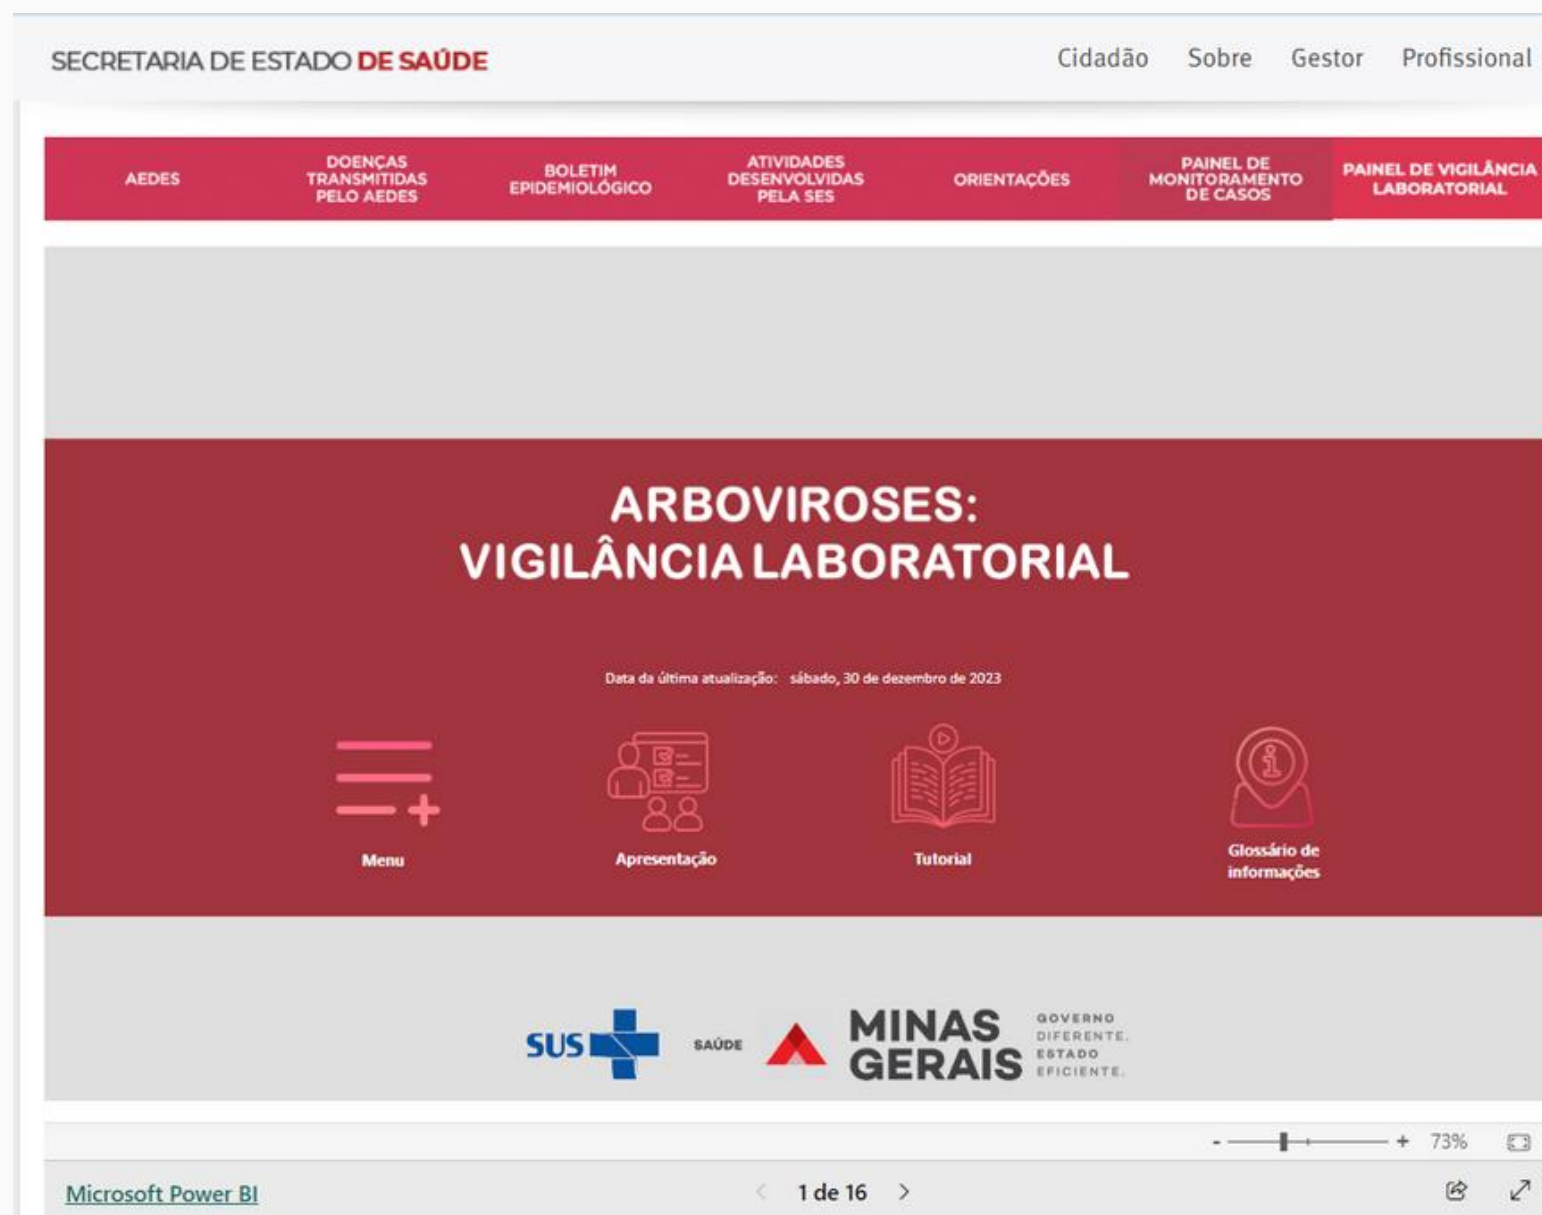 SECRETARIA DE ESTADO DE SAÚDE
Cidadão Sobre Gestor Profissional
AEDES
DOENÇAS
TRANSMITIDAS
PELO AEDES
BOLETIM
EPIDEMIOLÓGICO
ATIVIDADES
DESENVOLVIDAS
PELA SES
ORIENTAÇÕES
PAINEL DE
MONITORAMENTO
DE CASOS
PAINEL DE VIGILÂNCIA
LABORATORIAL
ARBOVIROSES:
VIGILÂNCIA LABORATORIAL
Data da última atualização: sábado, 30 de dezembro de 2023
Menu
Apresentação
Tutorial
Glossário de
informações
SUS
SAÚDE
MINAS
GERAIS
GOVERNO
DIFERENTE.
ESTADO
EFICIENTE.
- + 73%
Microsoft Power BI
< 1 de 16 >